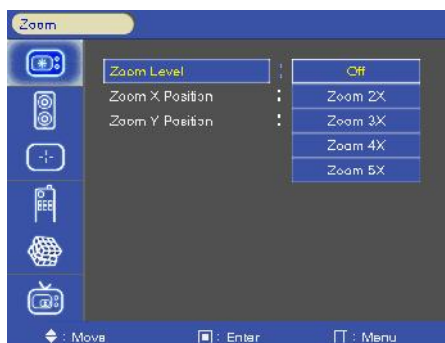 Zoom
Zoom Level : Off
Zoom X Position : Zoom 2X
Zoom Y Position : Zoom 3X
Zoom 4X
Zoom 5X
: Move : Enter : Menu